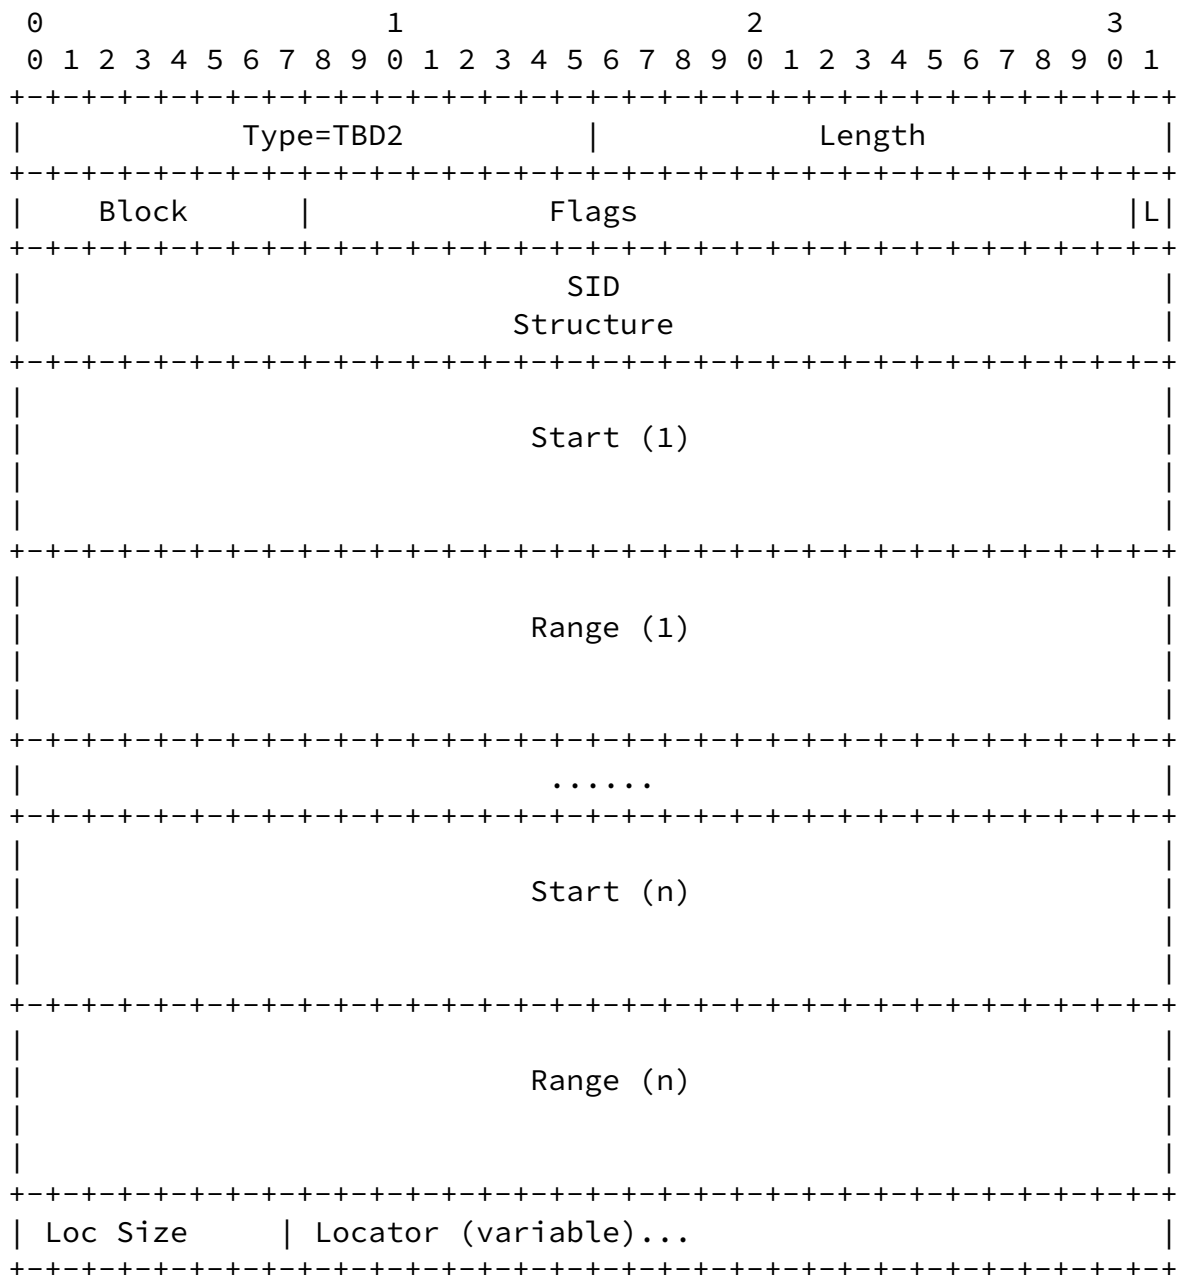 0                   1                   2                   3
 0 1 2 3 4 5 6 7 8 9 0 1 2 3 4 5 6 7 8 9 0 1 2 3 4 5 6 7 8 9 0 1
+-+-+-+-+-+-+-+-+-+-+-+-+-+-+-+-+-+-+-+-+-+-+-+-+-+-+-+-+-+-+-+-+
|            Type=TBD2          |            Length             |
+-+-+-+-+-+-+-+-+-+-+-+-+-+-+-+-+-+-+-+-+-+-+-+-+-+-+-+-+-+-+-+-+
|    Block      |             Flags                           |L|
+-+-+-+-+-+-+-+-+-+-+-+-+-+-+-+-+-+-+-+-+-+-+-+-+-+-+-+-+-+-+-+-+
|                              SID                              |
|                           Structure                           |
+-+-+-+-+-+-+-+-+-+-+-+-+-+-+-+-+-+-+-+-+-+-+-+-+-+-+-+-+-+-+-+-+
|                                                               |
|                            Start (1)                          |
|                                                               |
|                                                               |
+-+-+-+-+-+-+-+-+-+-+-+-+-+-+-+-+-+-+-+-+-+-+-+-+-+-+-+-+-+-+-+-+
|                                                               |
|                            Range (1)                          |
|                                                               |
|                                                               |
+-+-+-+-+-+-+-+-+-+-+-+-+-+-+-+-+-+-+-+-+-+-+-+-+-+-+-+-+-+-+-+-+
|                             ......                            |
+-+-+-+-+-+-+-+-+-+-+-+-+-+-+-+-+-+-+-+-+-+-+-+-+-+-+-+-+-+-+-+-+
|                                                               |
|                            Start (n)                          |
|                                                               |
|                                                               |
+-+-+-+-+-+-+-+-+-+-+-+-+-+-+-+-+-+-+-+-+-+-+-+-+-+-+-+-+-+-+-+-+
|                                                               |
|                            Range (n)                          |
|                                                               |
|                                                               |
+-+-+-+-+-+-+-+-+-+-+-+-+-+-+-+-+-+-+-+-+-+-+-+-+-+-+-+-+-+-+-+-+
| Loc Size     | Locator (variable)...                          |
+-+-+-+-+-+-+-+-+-+-+-+-+-+-+-+-+-+-+-+-+-+-+-+-+-+-+-+-+-+-+-+-+